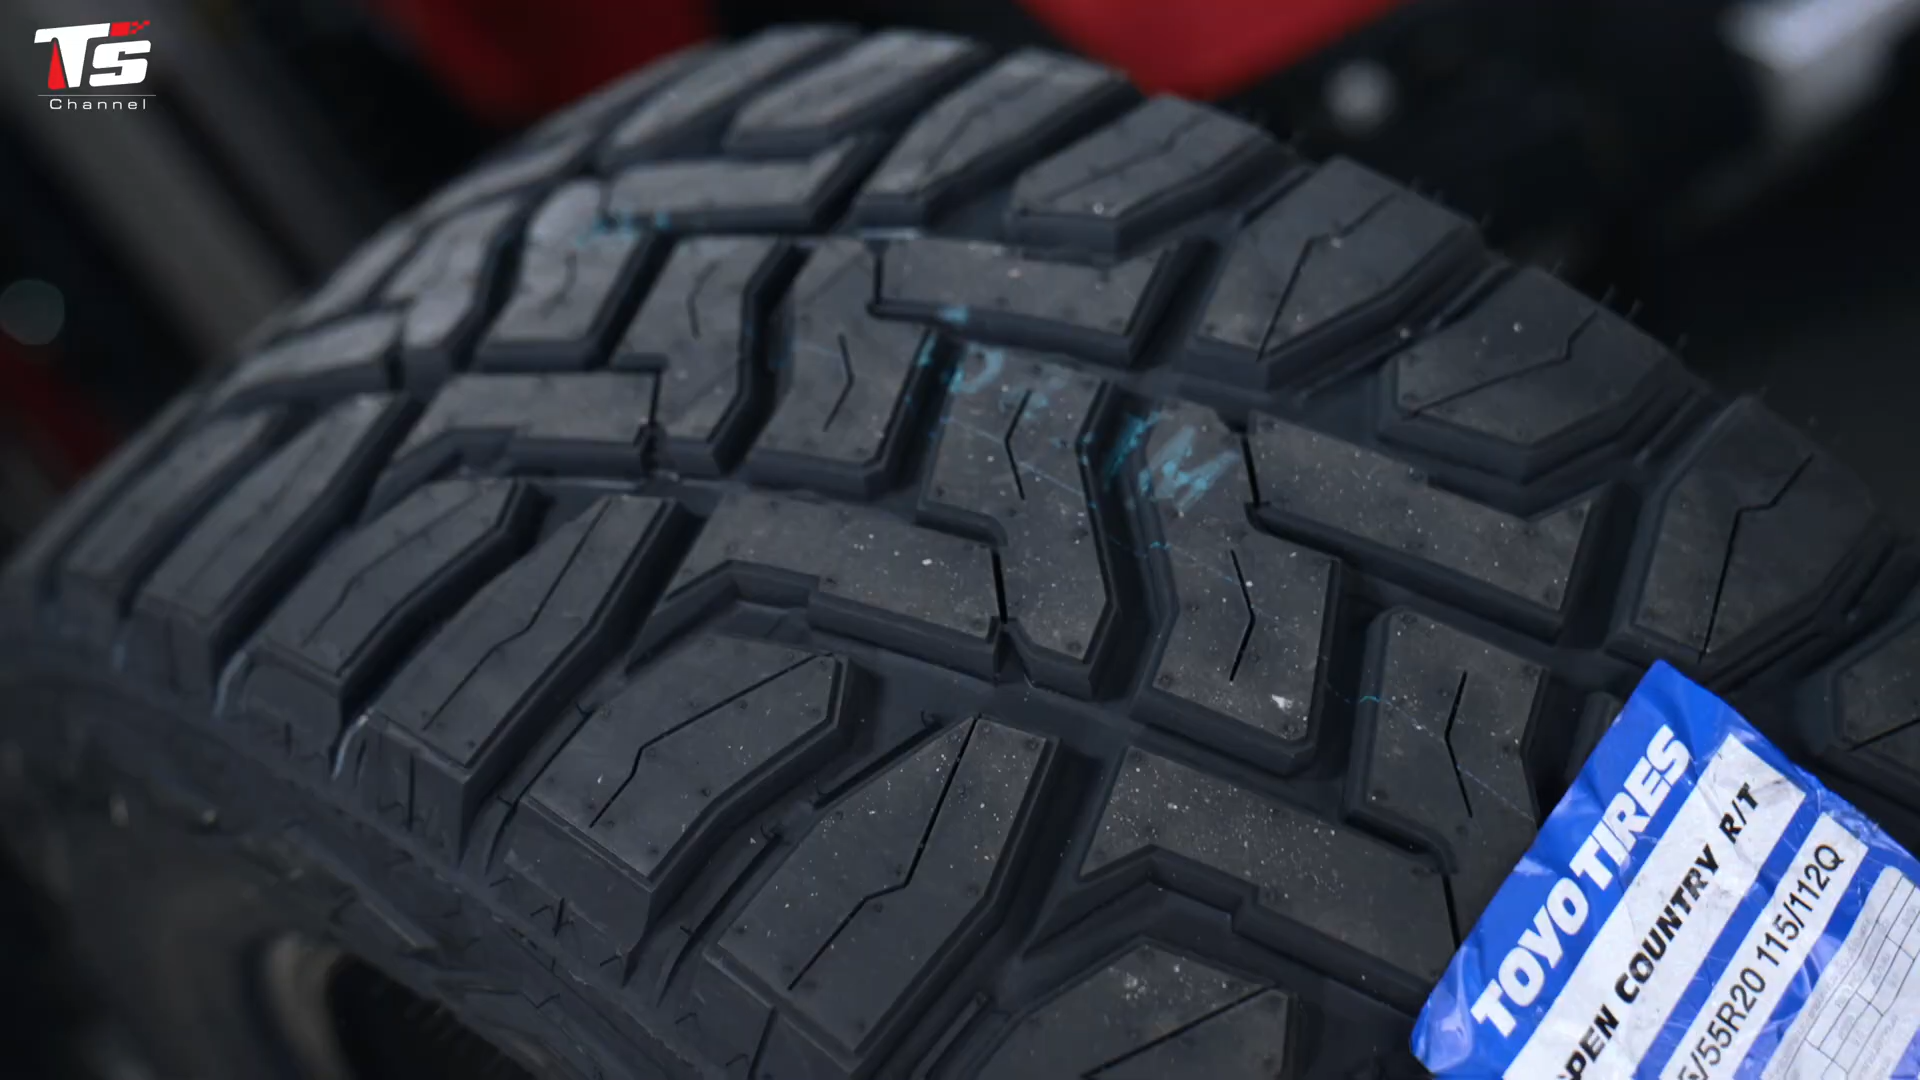 TS
Channel
TOYO TIRES
PEN COUNTRY R/T
/55R20 115/112Q